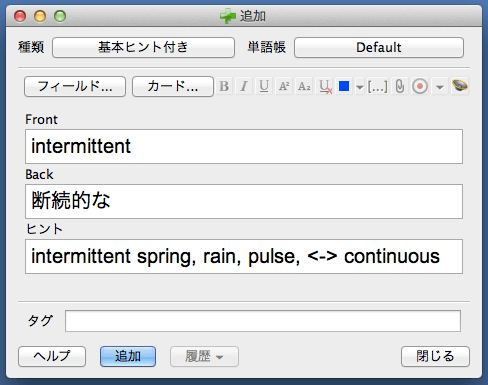 追加
種類 基本ヒント付き 単語帳 Default
フィールド... カード... B I U A² A₂ U [...]
Front
intermittent
Back
断続的な
ヒント
intermittent spring, rain, pulse, <-> continuous
タグ
ヘルプ 追加 履歴 閉じる